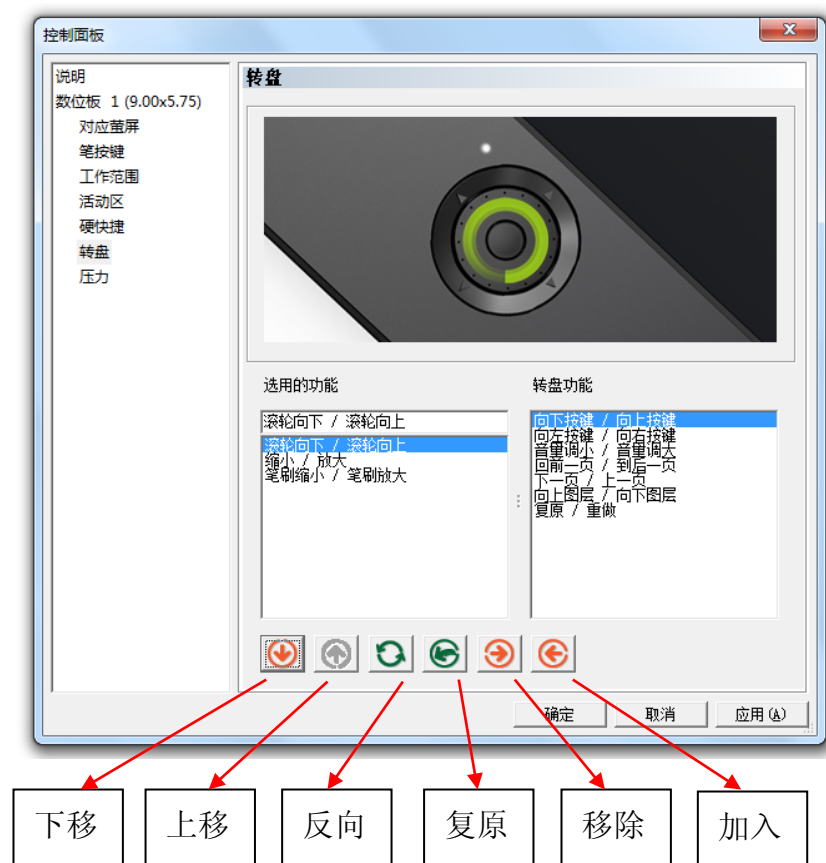 控制面板
说明
数位板 1 (9.00x5.75)
对应萤屏
笔按键
工作范围
活动区
硬快捷
转盘
压力
转盘
选用的功能
滚轮向下 / 滚轮向上
滚轮向下 / 滚轮向上
缩小 / 放大
笔刷缩小 / 笔刷放大
转盘功能
向下按键 / 向上按键
向左按键 / 向右按键
音量调小 / 音量调大
回前一页 / 到后一页
下一页 / 上一页
向上图层 / 向下图层
复原 / 重做
确定
取消
应用(A)
下移
上移
反向
复原
移除
加入